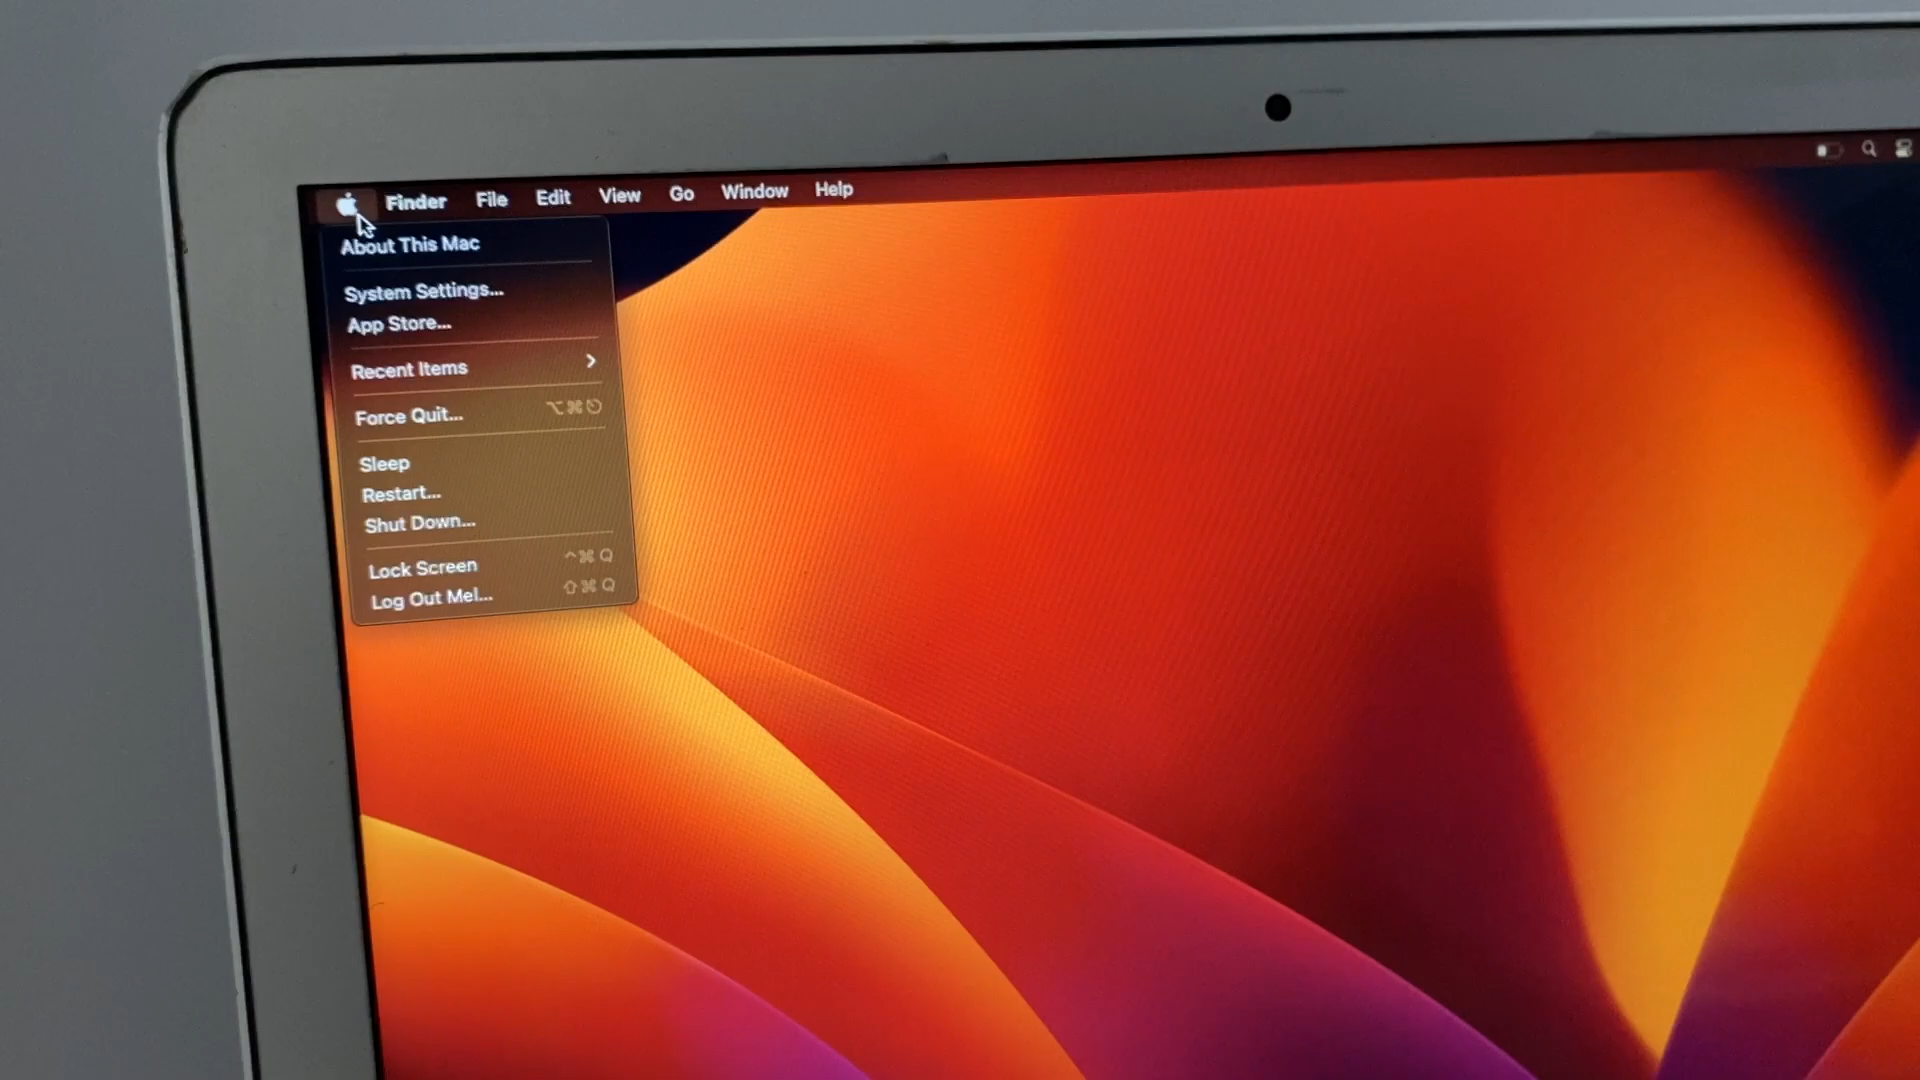 Finder File Edit View Go Window Help
About This Mac
System Settings...
App Store...
Recent Items
Force Quit... ⌥⌘⎋
Sleep
Restart...
Shut Down...
Lock Screen ^⌘Q
Log Out Mel... ⇧⌘Q